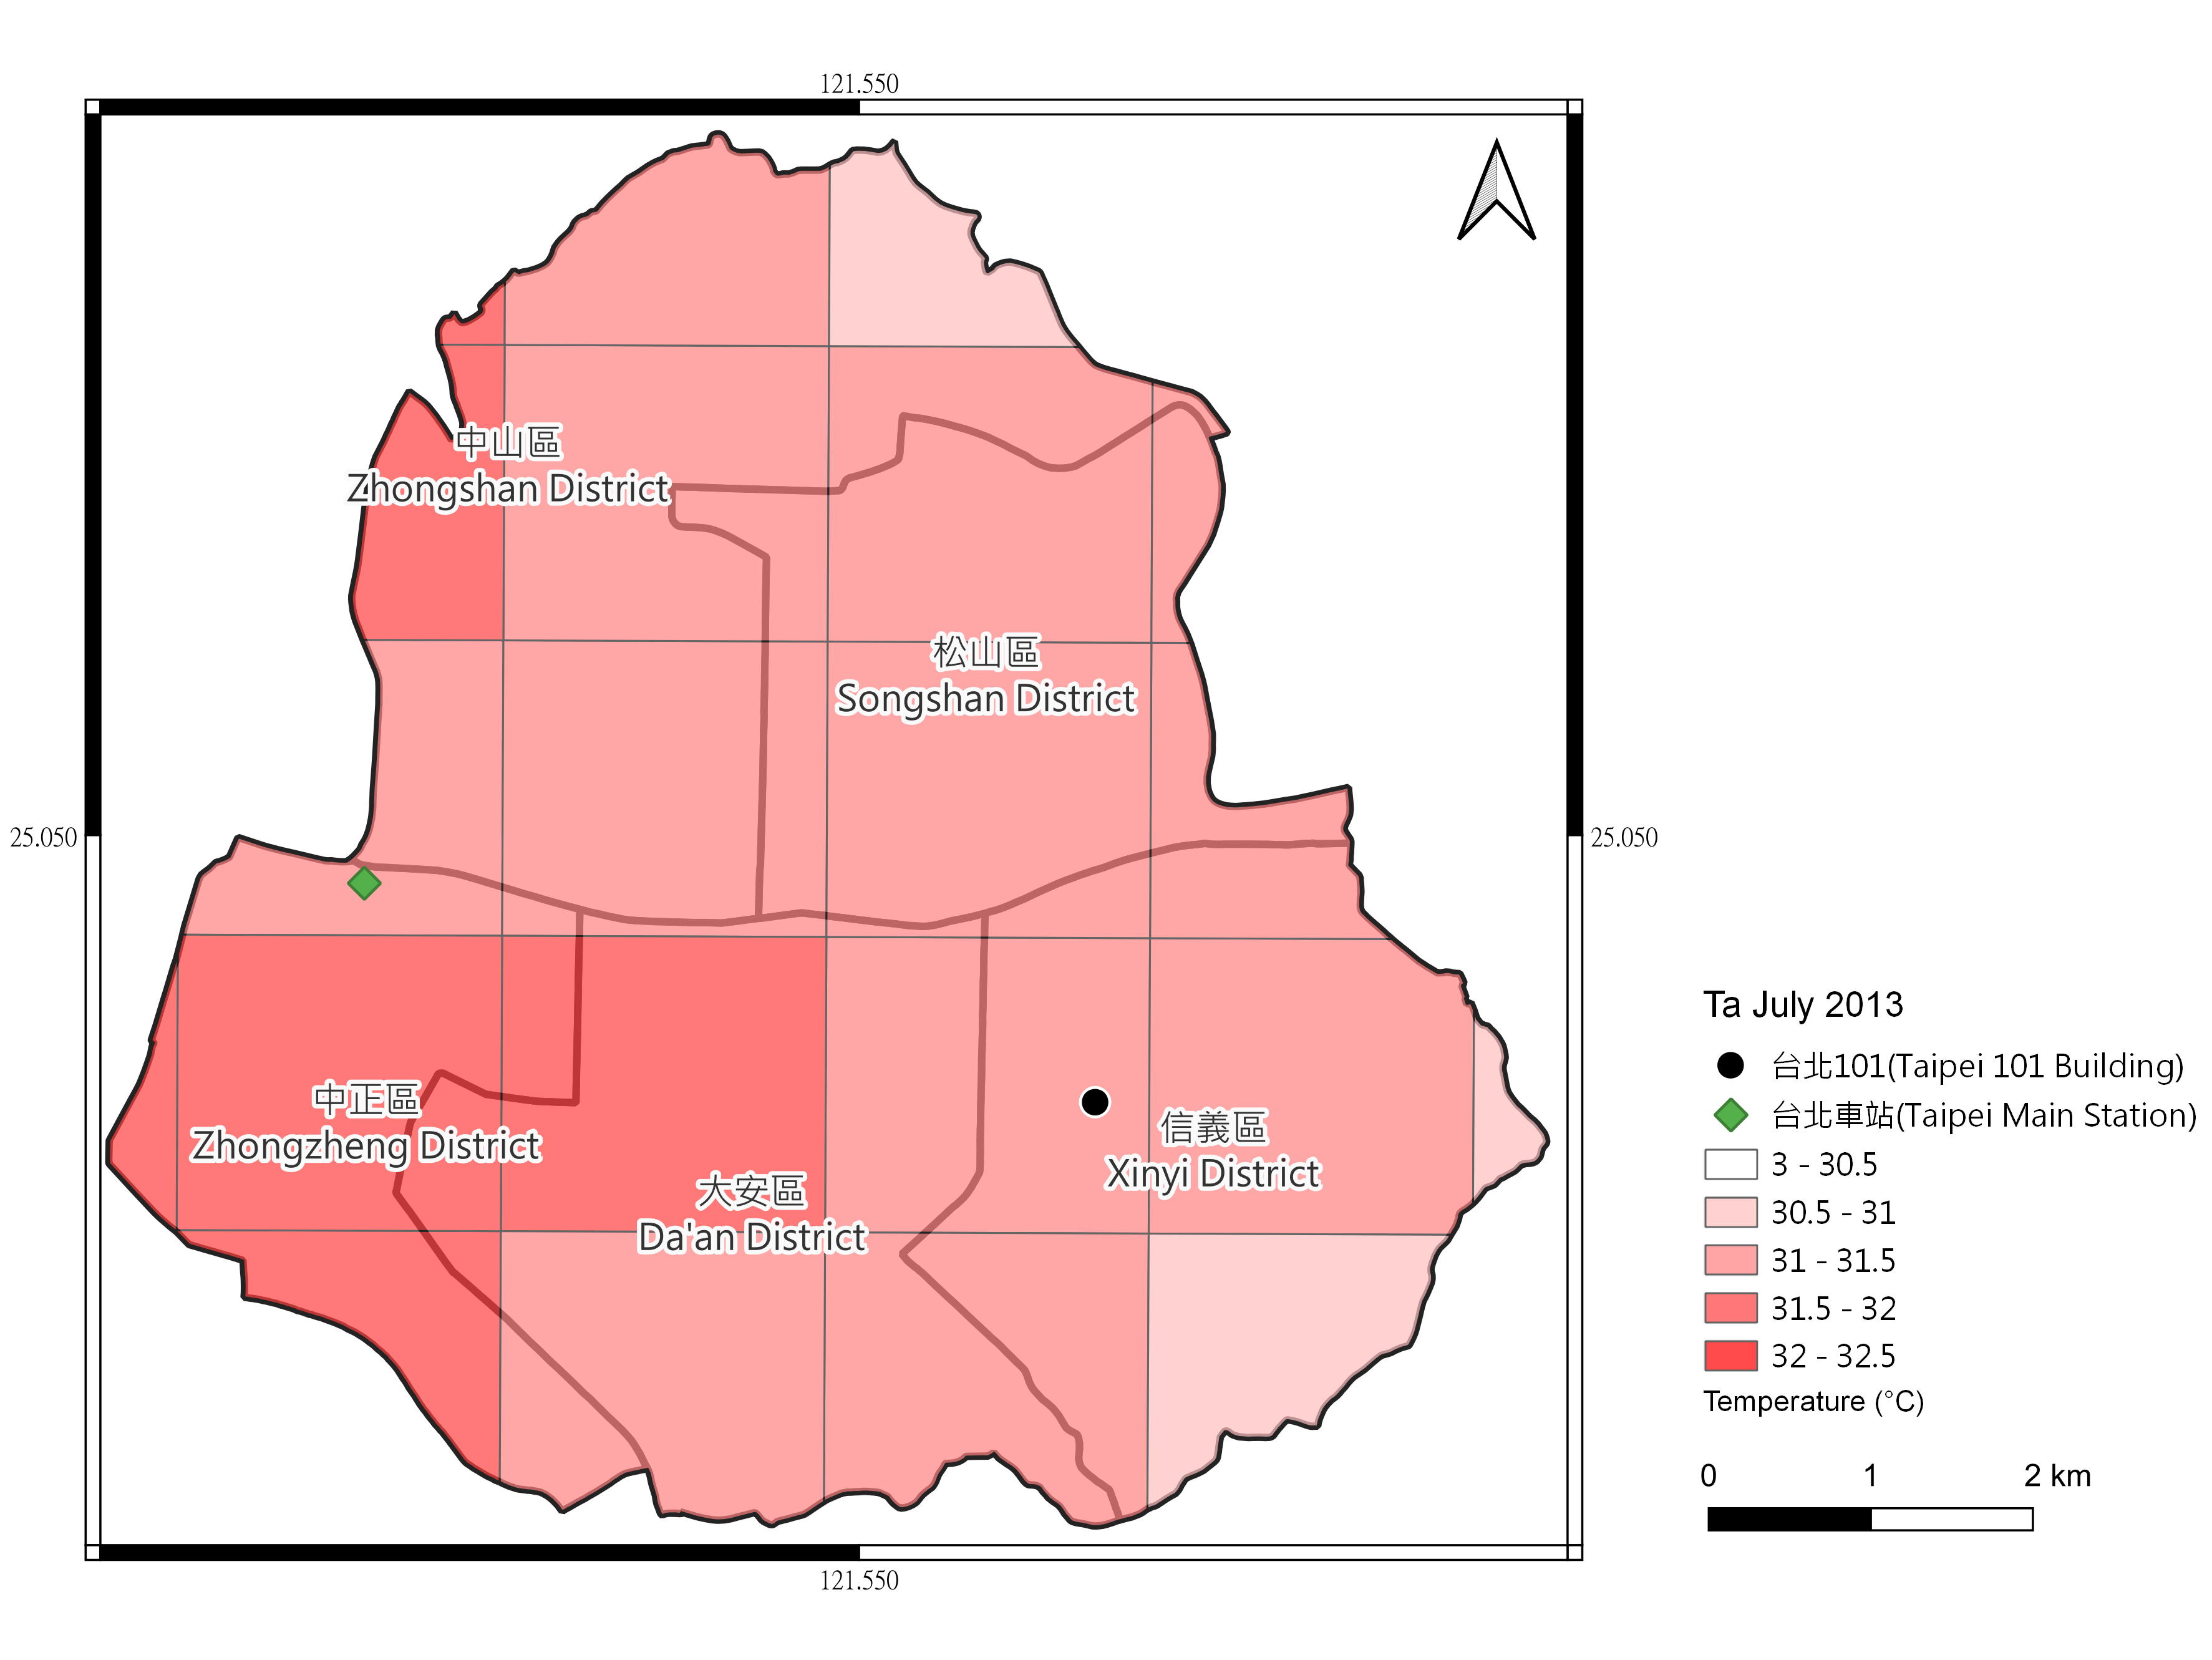 121.550
中山區
Zhongshan District
松山區
Songshan District
25.050
25.050
中正區
Zhongzheng District
大安區
Da'an District
信義區
Xinyi District
121.550
Ta July 2013
台北101(Taipei 101 Building)
台北車站(Taipei Main Station)
3 - 30.5
30.5 - 31
31 - 31.5
31.5 - 32
32 - 32.5
Temperature (°C)
0 1 2 km